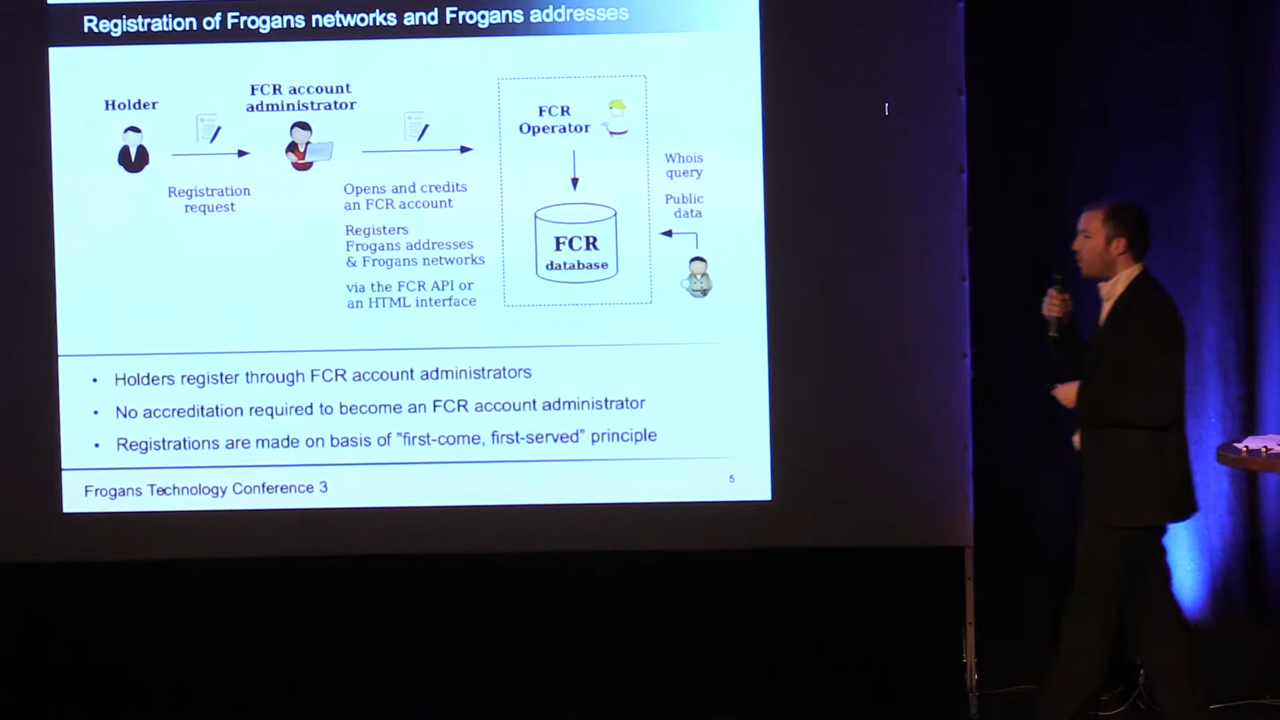 Registration of Frogans networks and Frogans addresses
Holder
FCR account
administrator
FCR
Operator
Registration
request
Opens and credits
an FCR account
Registers
Frogans addresses
& Frogans networks
via the FCR API or
an HTML interface
FCR
database
Whois
query
Public
data
• Holders register through FCR account administrators
• No accreditation required to become an FCR account administrator
• Registrations are made on basis of "first-come, first-served" principle
Frogans Technology Conference 3
5